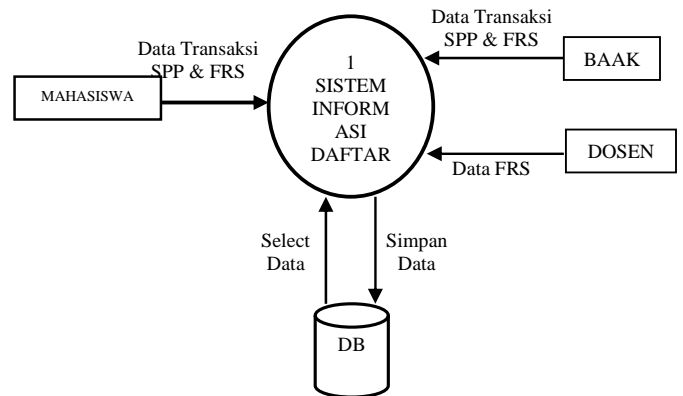 Data Transaksi
SPP & FRS
MAHASISWA
1
SISTEM
INFORM
ASI
DAFTAR
Data Transaksi
SPP & FRS
BAAK
Data FRS
DOSEN
Select
Data
Simpan
Data
DB